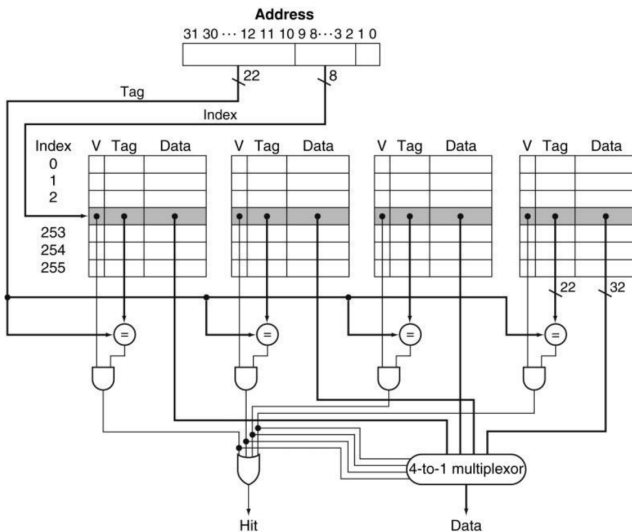 Address
31 30 ··· 12 11 10 9 8···3 2 1 0
22
8
Tag
Index
Index V Tag Data V Tag Data V Tag Data V Tag Data
0
1
2
253
254
255
22
32
=
=
=
=
4-to-1 multiplexor
Hit
Data